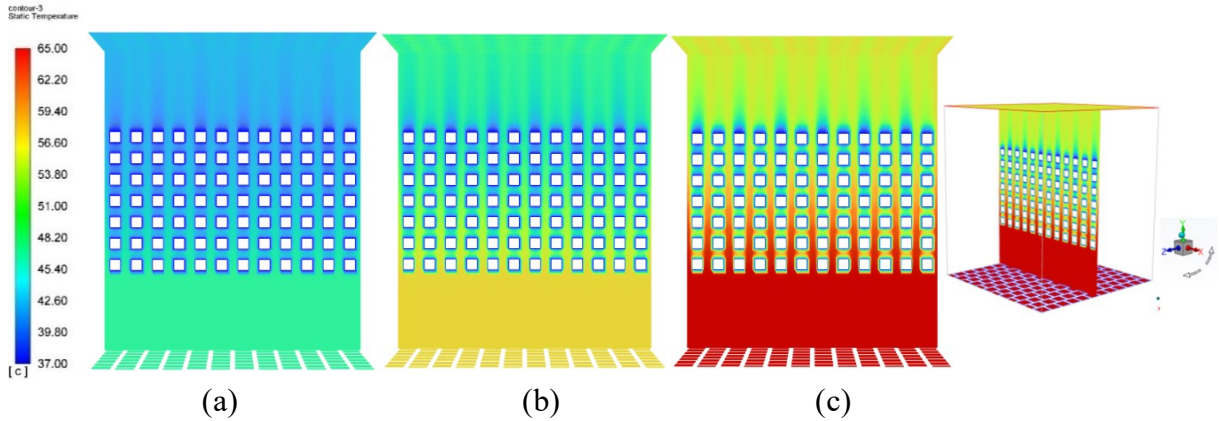 contour-3
Static Temperature
65.00
62.20
59.40
56.60
53.80
51.00
48.20
45.40
42.60
39.80
37.00
[ c ]
Y
Z
X
(a)
(b)
(c)